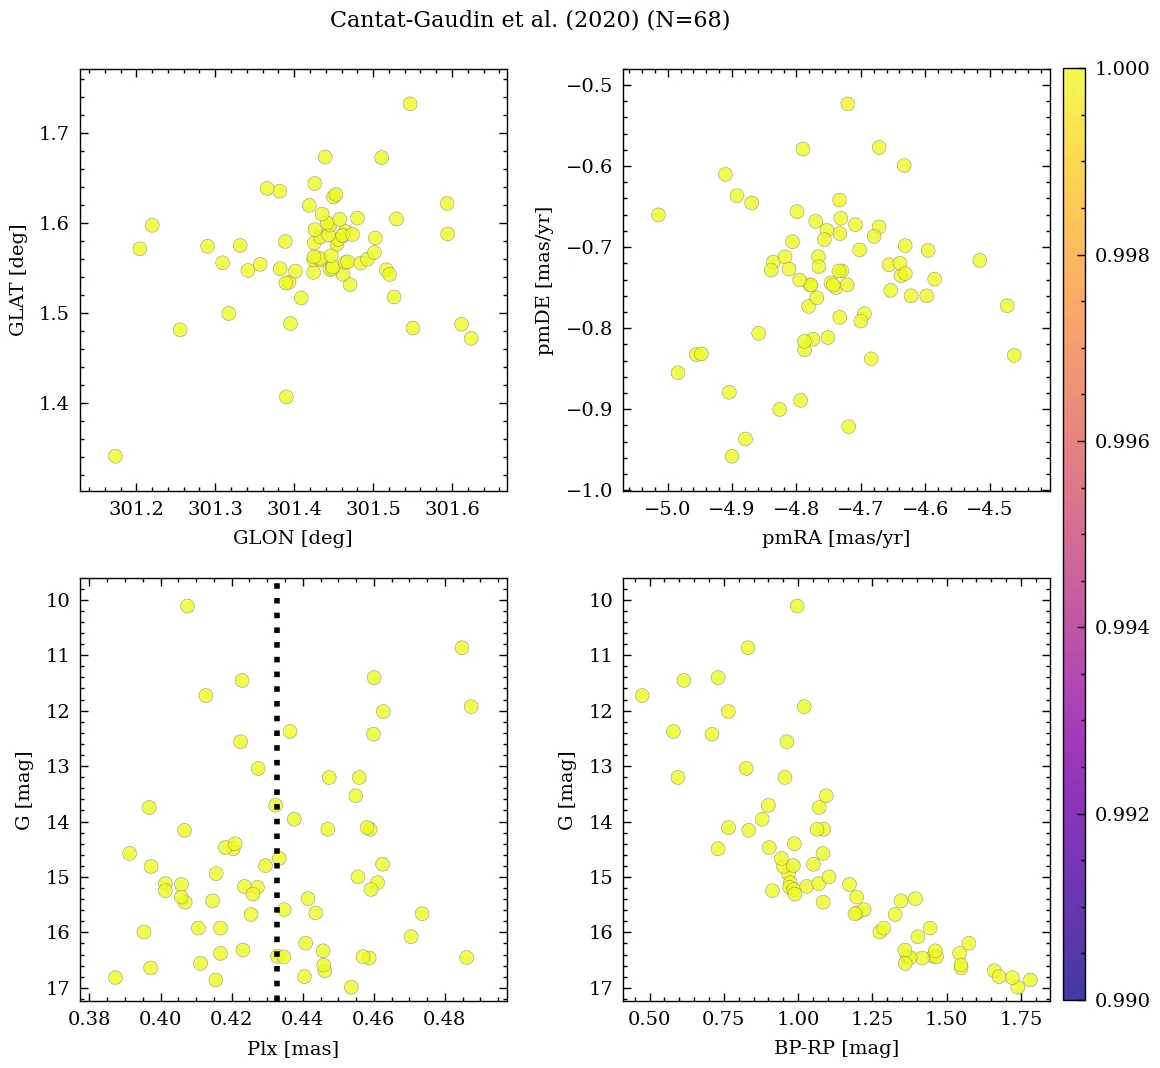 Cantat-Gaudin et al. (2020) (N=68)
GLAT [deg]
1.7
1.6
1.5
1.4
301.2 301.3 301.4 301.5 301.6
GLON [deg]
pmDE [mas/yr]
−0.5
−0.6
−0.7
−0.8
−0.9
−1.0
−5.0 −4.9 −4.8 −4.7 −4.6 −4.5
pmRA [mas/yr]
1.000
0.998
0.996
0.994
0.992
0.990
G [mag]
10
11
12
13
14
15
16
17
0.38 0.40 0.42 0.44 0.46 0.48
Plx [mas]
G [mag]
10
11
12
13
14
15
16
17
0.50 0.75 1.00 1.25 1.50 1.75
BP-RP [mag]